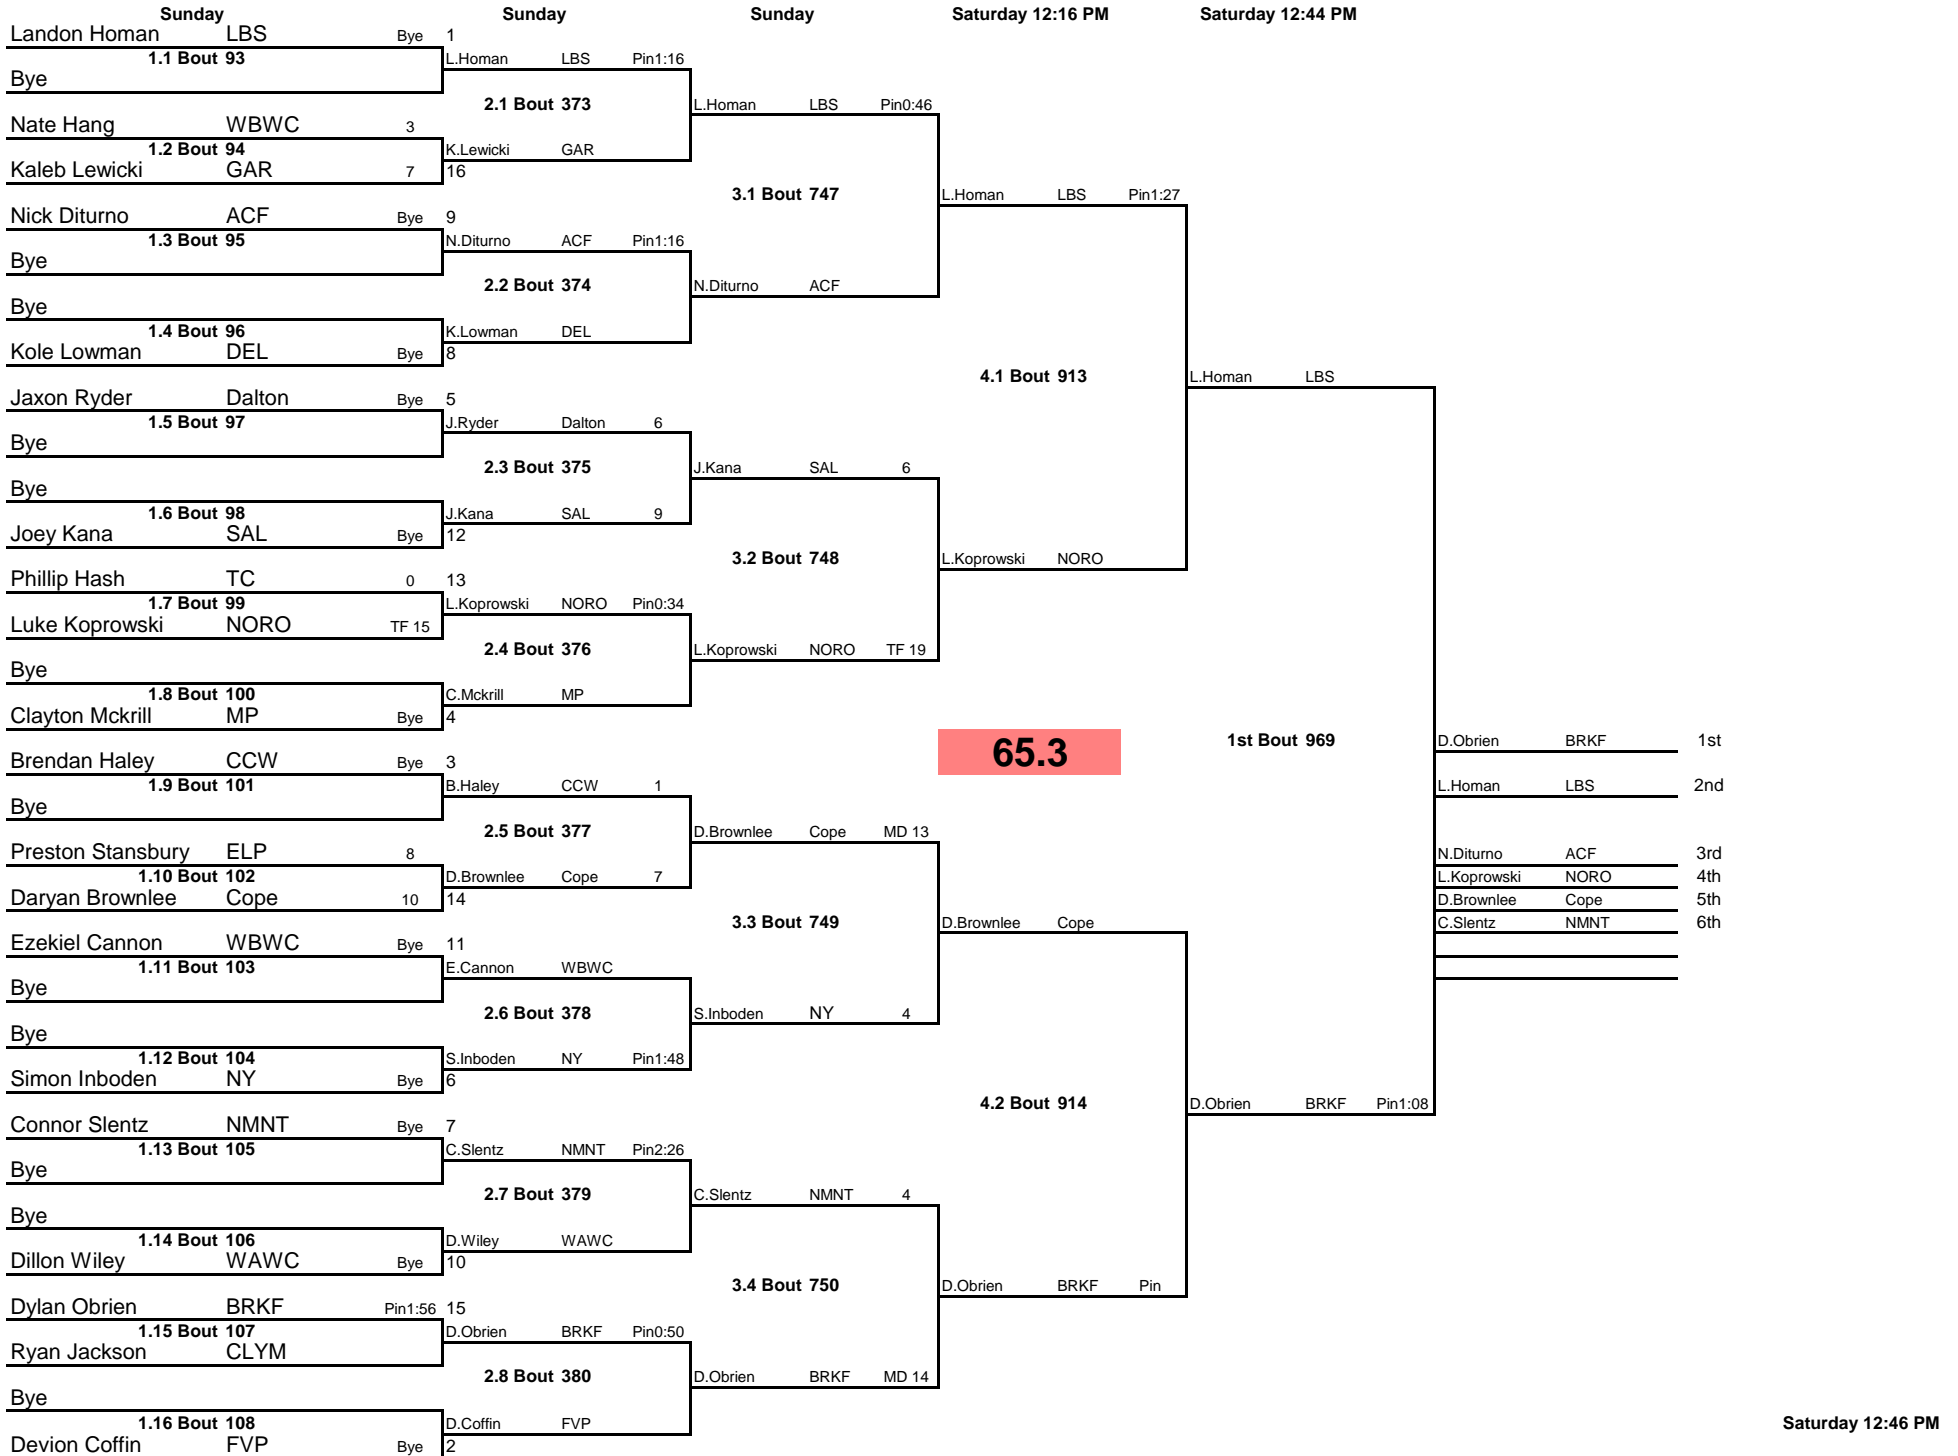 Sunday Sunday Sunday Saturday 12:16 PM Saturday 12:44 PM
Landon Homan LBS Bye 1
1.1 Bout 93
L.Homan LBS Pin1:16
Bye
2.1 Bout 373
L.Homan LBS Pin0:46
Nate Hang WBWC 3
1.2 Bout 94
K.Lewicki GAR
Kaleb Lewicki GAR 7 16
3.1 Bout 747
L.Homan LBS Pin1:27
Nick Diturno ACF Bye 9
1.3 Bout 95
N.Diturno ACF Pin1:16
Bye
2.2 Bout 374
N.Diturno ACF
Bye
1.4 Bout 96
K.Lowman DEL
Kole Lowman DEL Bye 8
4.1 Bout 913
L.Homan LBS
Jaxon Ryder Dalton Bye 5
1.5 Bout 97
J.Ryder Dalton 6
Bye
2.3 Bout 375
J.Kana SAL 6
Bye
1.6 Bout 98
J.Kana SAL 9
Joey Kana SAL Bye 12
3.2 Bout 748
L.Koprowski NORO
Phillip Hash TC 0 13
1.7 Bout 99
L.Koprowski NORO Pin0:34
Luke Koprowski NORO TF 15
2.4 Bout 376
L.Koprowski NORO TF 19
Bye
1.8 Bout 100
C.Mckrill MP
Clayton Mckrill MP Bye 4
65.3
1st Bout 969
D.Obrien BRKF 1st
Brendan Haley CCW Bye 3
1.9 Bout 101
B.Haley CCW 1
L.Homan LBS 2nd
Bye
2.5 Bout 377
D.Brownlee Cope MD 13
Preston Stansbury ELP 8
N.Diturno ACF 3rd
1.10 Bout 102
D.Brownlee Cope 7
L.Koprowski NORO 4th
Daryan Brownlee Cope 10 14
D.Brownlee Cope 5th
3.3 Bout 749
D.Brownlee Cope
C.Slentz NMNT 6th
Ezekiel Cannon WBWC Bye 11
1.11 Bout 103
E.Cannon WBWC
Bye
2.6 Bout 378
S.Inboden NY 4
Bye
1.12 Bout 104
S.Inboden NY Pin1:48
Simon Inboden NY Bye 6
4.2 Bout 914
D.Obrien BRKF Pin1:08
Connor Slentz NMNT Bye 7
1.13 Bout 105
C.Slentz NMNT Pin2:26
Bye
2.7 Bout 379
C.Slentz NMNT 4
Bye
1.14 Bout 106
D.Wiley WAWC
Dillon Wiley WAWC Bye 10
3.4 Bout 750
D.Obrien BRKF Pin
Dylan Obrien BRKF Pin1:56 15
1.15 Bout 107
D.Obrien BRKF Pin0:50
Ryan Jackson CLYM
2.8 Bout 380
D.Obrien BRKF MD 14
Bye
1.16 Bout 108
D.Coffin FVP
Saturday 12:46 PM
Devion Coffin FVP Bye 2